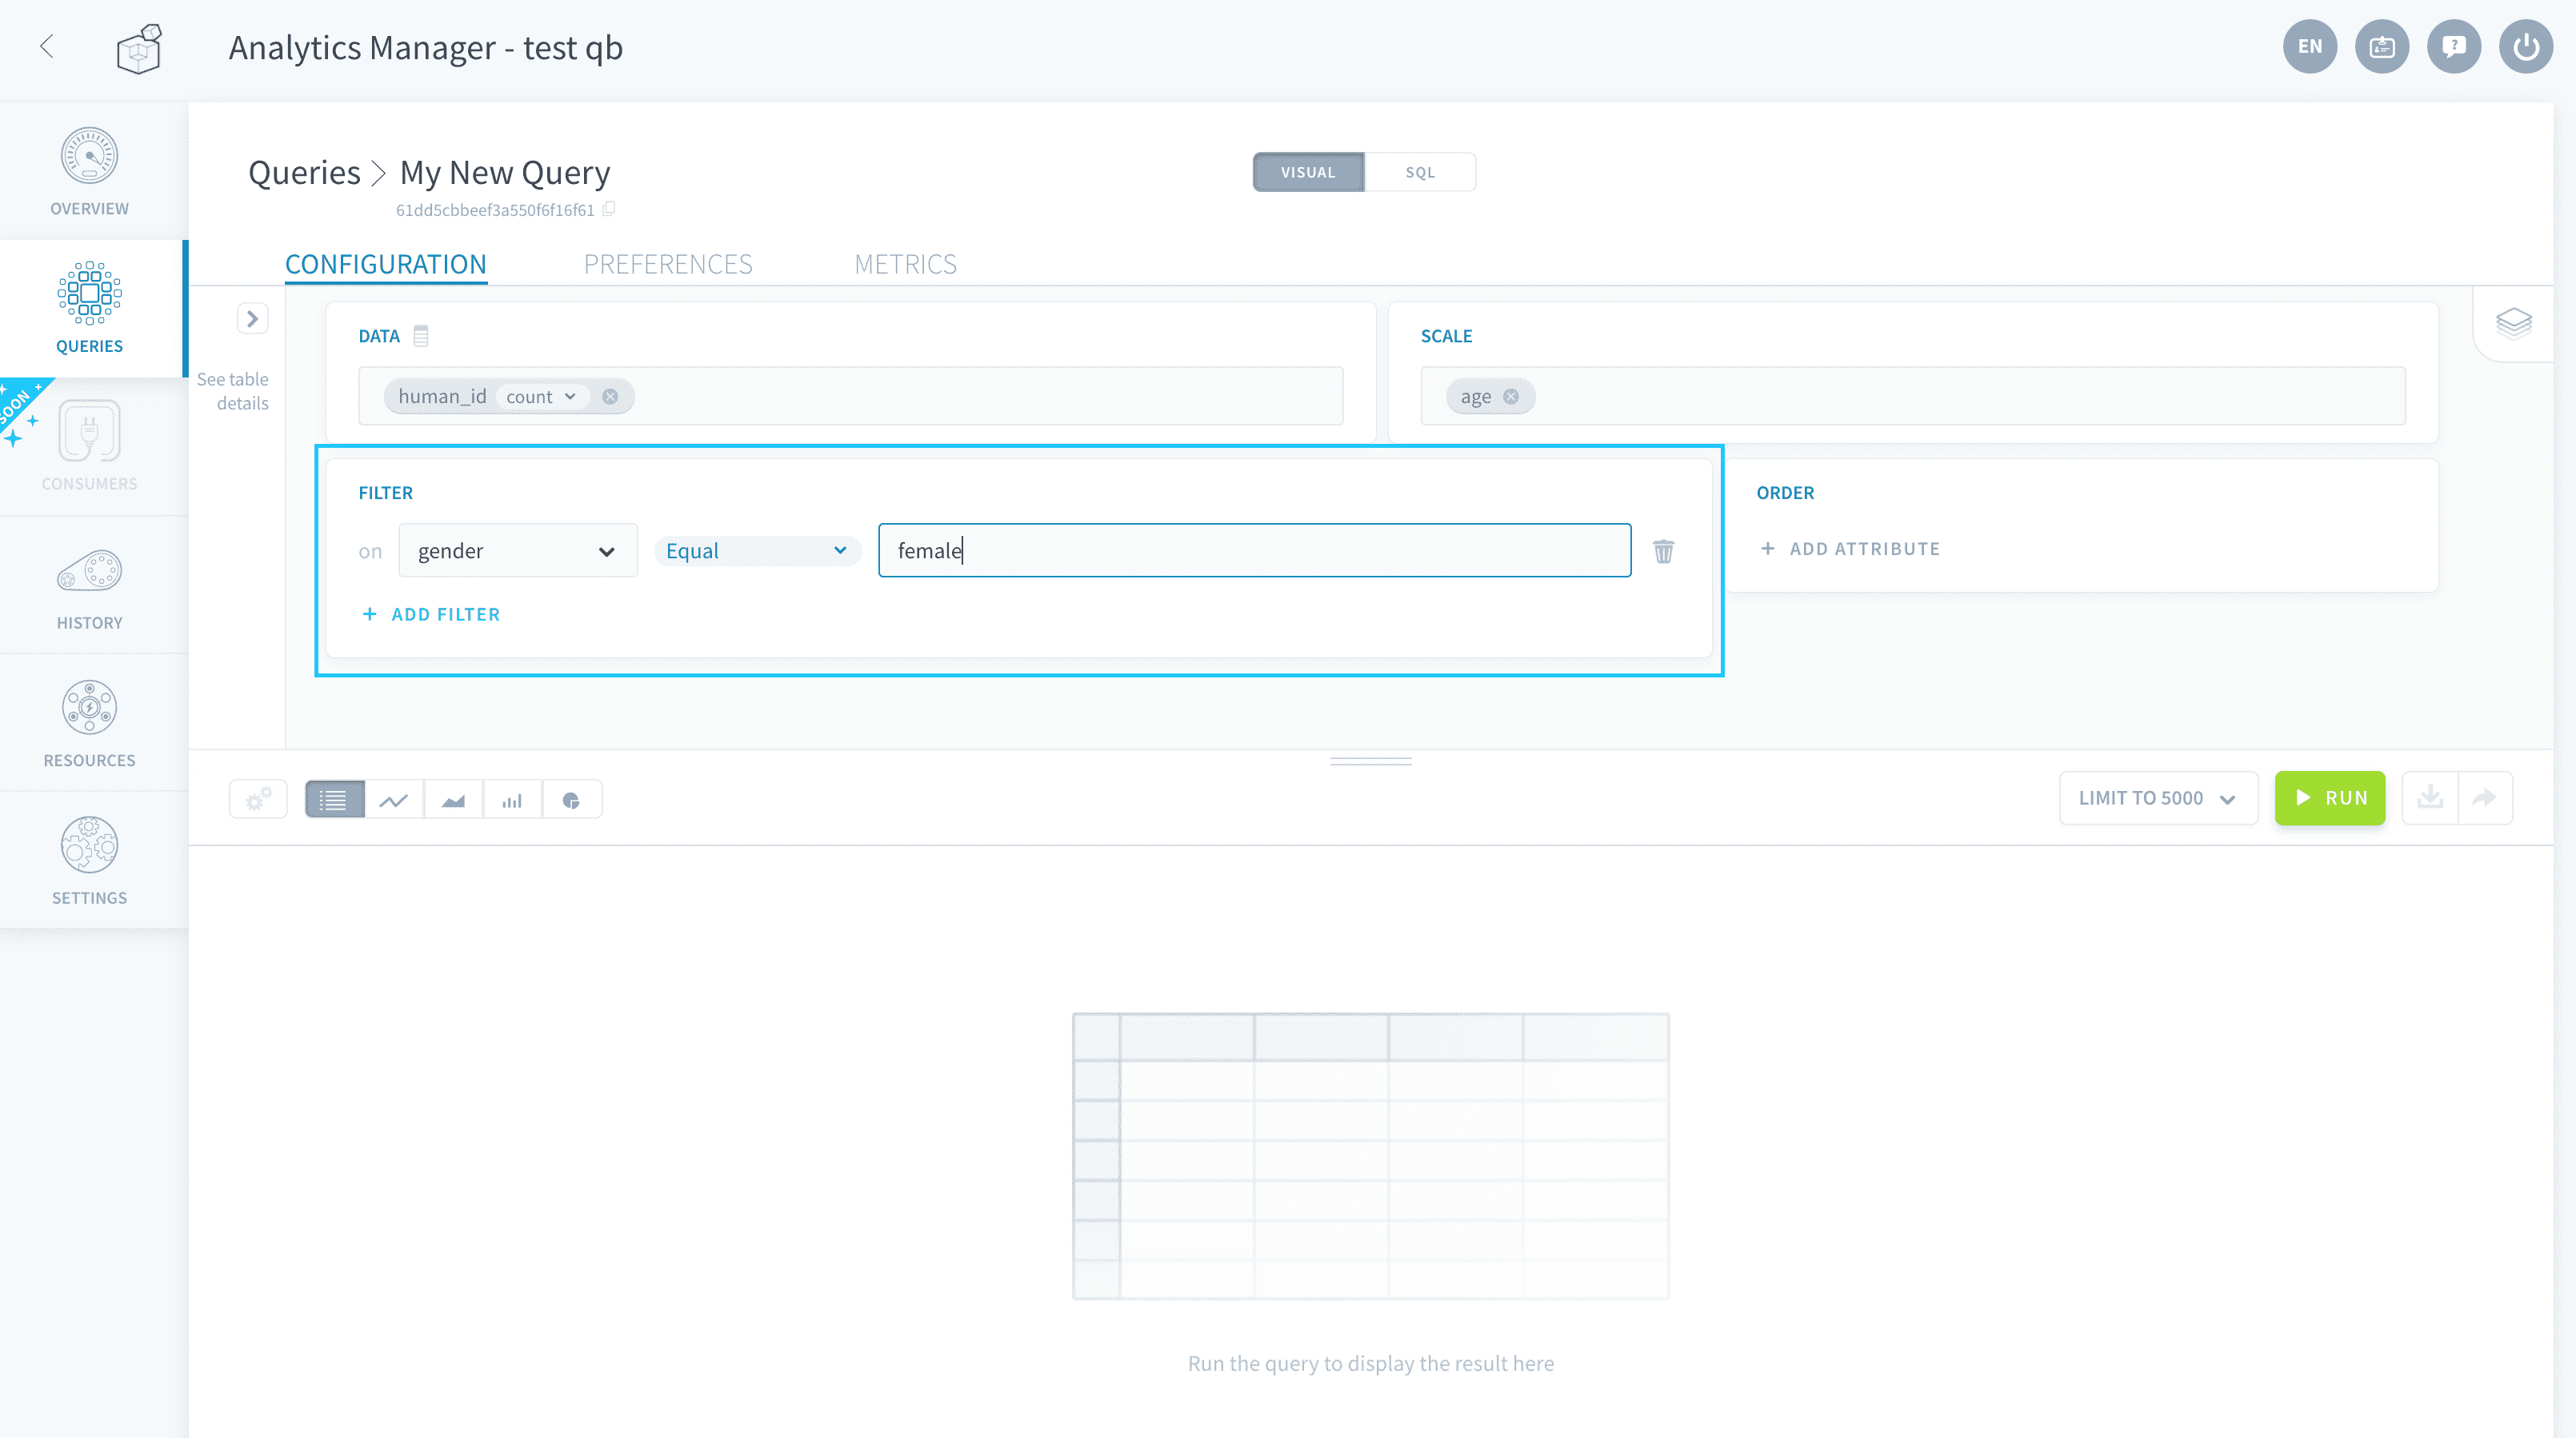 Analytics Manager - test qb
EN
OVERVIEW
QUERIES
SOON
CONSUMERS
HISTORY
RESOURCES
SETTINGS
Queries > My New Query
61dd5cbbeef3a550f6f16f61
VISUAL
SQL
CONFIGURATION
PREFERENCES
METRICS
See table
details
DATA
human_id count
SCALE
age
FILTER
on gender Equal female
+ ADD FILTER
ORDER
+ ADD ATTRIBUTE
LIMIT TO 5000
RUN
Run the query to display the result here